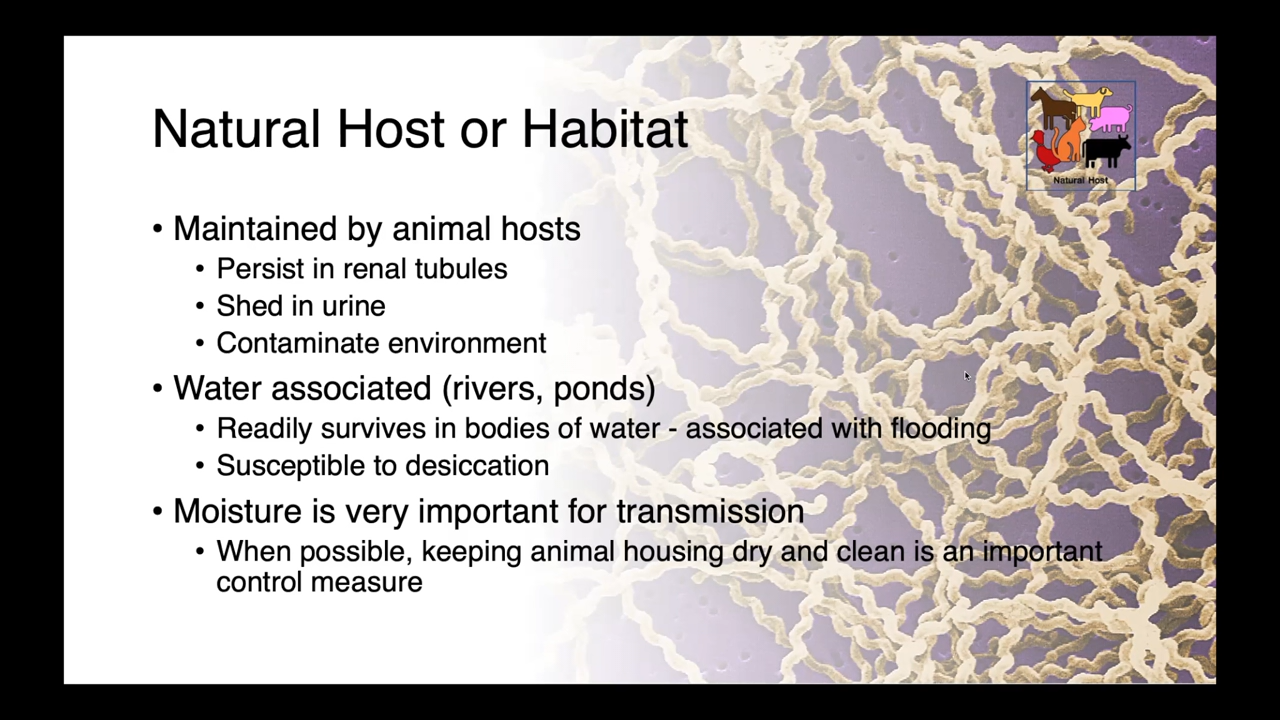 Natural Host or Habitat
Natural Host
• Maintained by animal hosts
• Persist in renal tubules
• Shed in urine
• Contaminate environment
• Water associated (rivers, ponds)
• Readily survives in bodies of water - associated with flooding
• Susceptible to desiccation
• Moisture is very important for transmission
• When possible, keeping animal housing dry and clean is an important
control measure